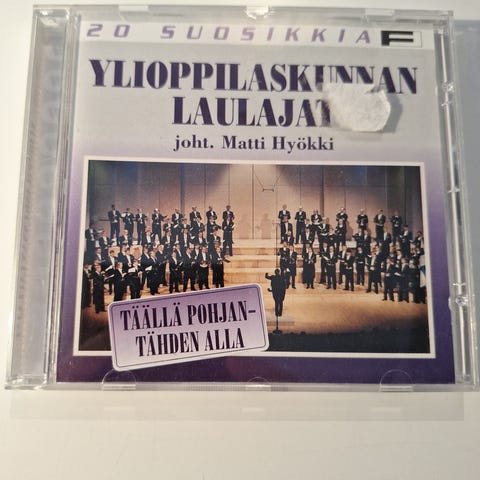 20 SUOSIKKIA F
YLIOPPILASKUNNAN
LAULAJAT
joht. Matti Hyökki
TÄÄLLÄ POHJAN-
TÄHDEN ALLA